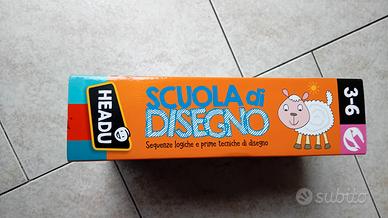 HEADU
SCUOLA di
DISEGNO
Sequenze logiche e prime tecniche di disegno
3-6
subito